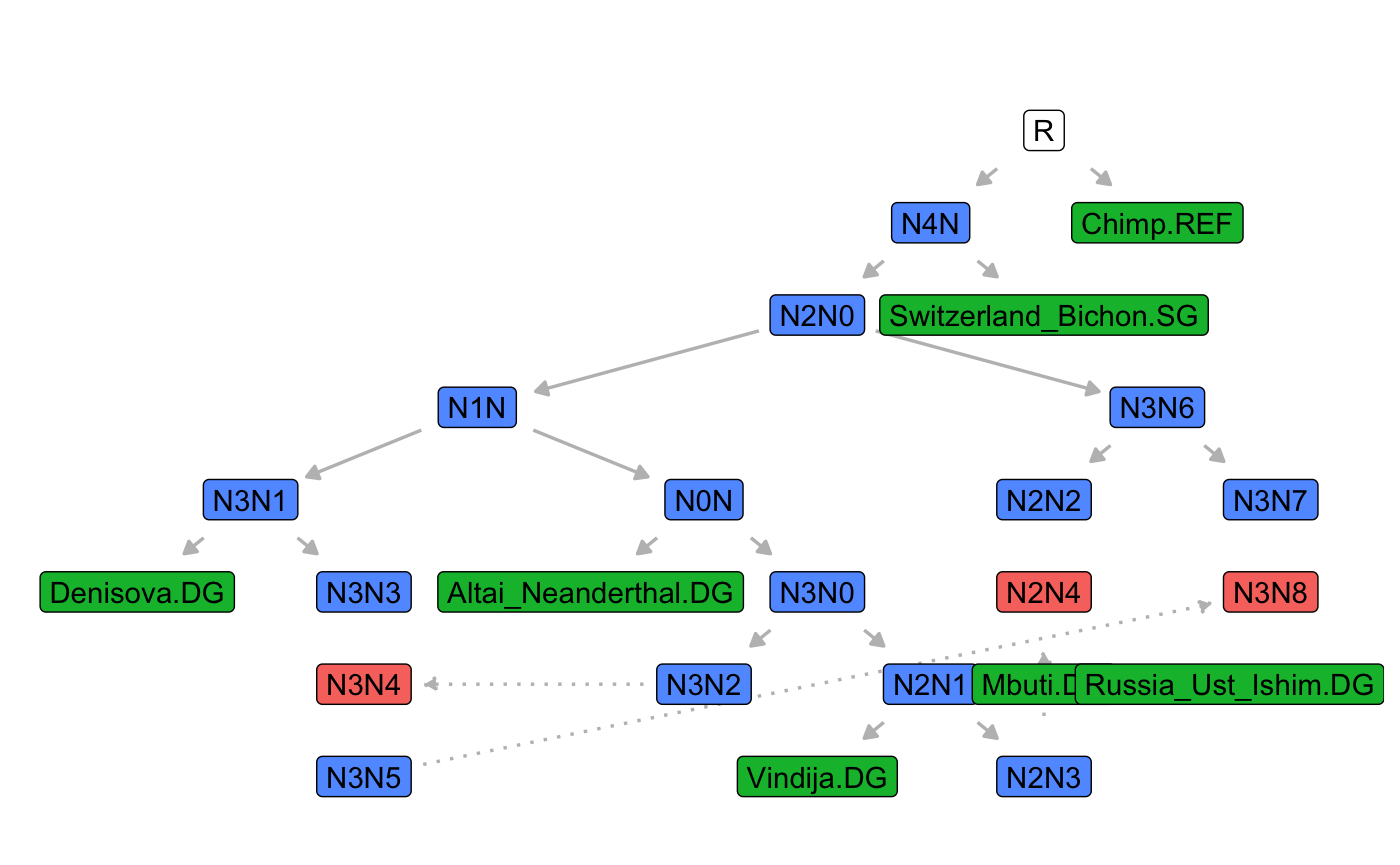 R
N4N
Chimp.REF
N2N0
Switzerland_Bichon.SG
N1N
N3N6
N3N1
N0N
N2N2
N3N7
Denisova.DG
N3N3
Altai_Neanderthal.DG
N3N0
N2N4
N3N8
N3N4
N3N2
N2N1
Mbuti.D
Russia_Ust_Ishim.DG
N3N5
Vindija.DG
N2N3